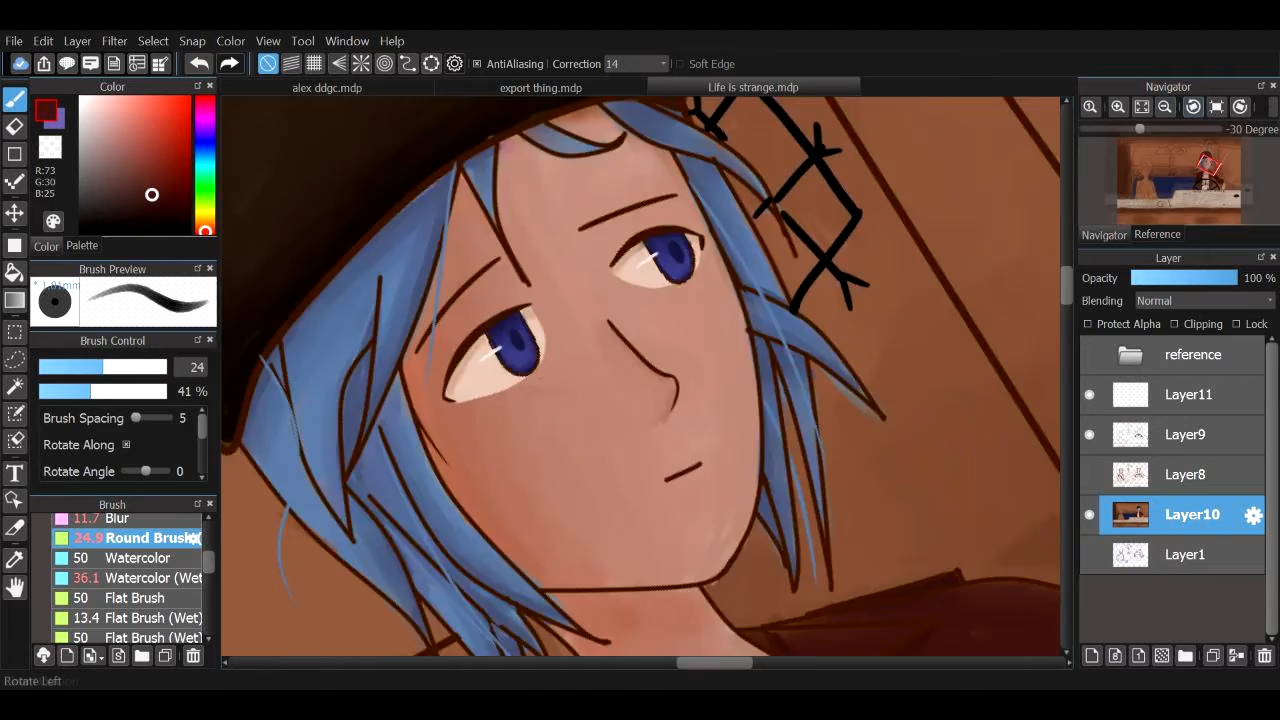 File Edit Layer Filter Select Snap Color View Tool Window Help
AntiAliasing Correction 14 Soft Edge
Color
alex ddgc.mdp export thing.mdp Life is strange.mdp
Navigator
-30 Degree
R:73
G:30
B:25
Color Palette
Navigator Reference
Brush Preview
* 1.81mm
Layer
Opacity 100 %
Blending Normal
Protect Alpha Clipping Lock
Brush Control
24
41 %
Brush Spacing 5
Rotate Along
Rotate Angle 0
reference
Layer11
Layer9
Layer8
Layer10
Layer1
Brush
11.7 Blur
24.9 Round Brush
50 Watercolor
36.1 Watercolor (Wet
50 Flat Brush
13.4 Flat Brush (Wet)
50 Flat Brush (Wet)
Rotate Left